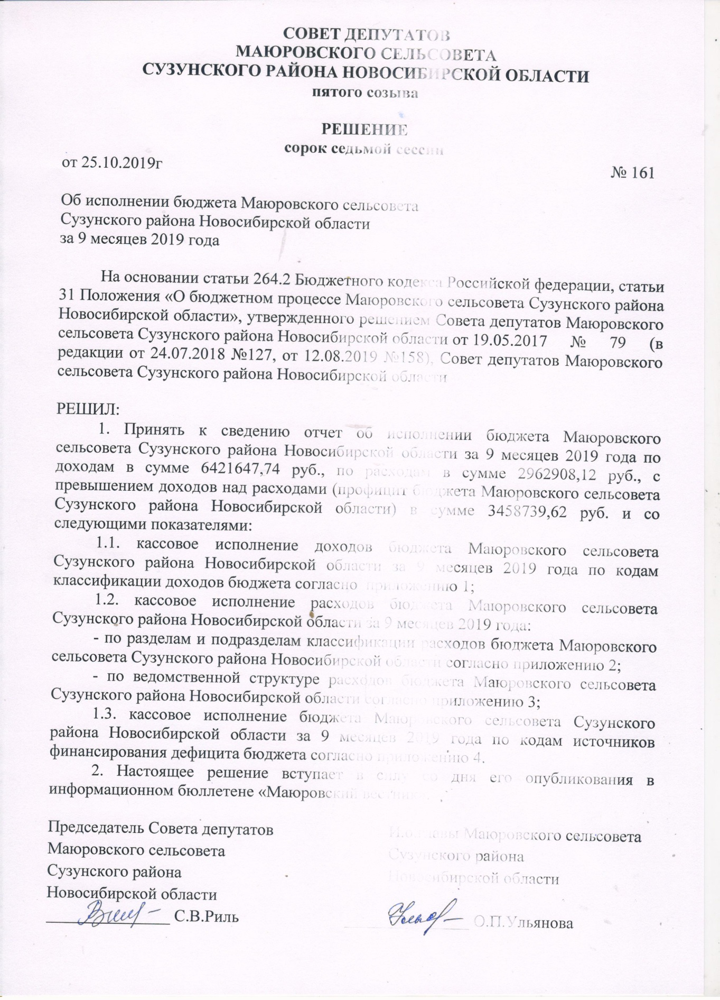 СОВЕТ ДЕПУТАТОВ
МАЮРОВСКОГО СЕЛЬСОВЕТА
СУЗУНСКОГО РАЙОНА НОВОСИБИРСКОЙ ОБЛАСТИ
пятого созыва
РЕШЕНИЕ
сорок седьмой сессии
от 25.10.2019г
№ 161
Об исполнении бюджета Маюровского сельсовета
Сузунского района Новосибирской области
за 9 месяцев 2019 года
На основании статьи 264.2 Бюджетного кодекса Российской федерации, статьи
31 Положения «О бюджетном процессе Маюровского сельсовета Сузунского района
Новосибирской области», утвержденного решением Совета депутатов Маюровского
сельсовета Сузунского района Новосибирской области от 19.05.2017 № 79 (в
редакции от 24.07.2018 №127, от 12.08.2019 №158), Совет депутатов Маюровского
сельсовета Сузунского района Новосибирской области
РЕШИЛ:
1. Принять к сведению отчет об исполнении бюджета Маюровского
сельсовета Сузунского района Новосибирской области за 9 месяцев 2019 года по
доходам в сумме 6421647,74 руб., по расходам в сумме 2962908,12 руб., с
превышением доходов над расходами (профицит бюджета Маюровского сельсовета
Сузунского района Новосибирской области) в сумме 3458739,62 руб. и со
следующими показателями:
1.1. кассовое исполнение доходов бюджета Маюровского сельсовета
Сузунского района Новосибирской области за 9 месяцев 2019 года по кодам
классификации доходов бюджета согласно приложению 1;
1.2. кассовое исполнение расходов бюджета Маюровского сельсовета
Сузунского района Новосибирской области за 9 месяцев 2019 года:
- по разделам и подразделам классификации расходов бюджета Маюровского
сельсовета Сузунского района Новосибирской области согласно приложению 2;
- по ведомственной структуре расходов бюджета Маюровского сельсовета
Сузунского района Новосибирской области согласно приложению 3;
1.3. кассовое исполнение бюджета Маюровского сельсовета Сузунского
района Новосибирской области за 9 месяцев 2019 года по кодам источников
финансирования дефицита бюджета согласно приложению 4.
2. Настоящее решение вступает в силу со дня его опубликования в
информационном бюллетене «Маюровский вестник».
Председатель Совета депутатов
Маюровского сельсовета
Сузунского района
Новосибирской области
С.В.Риль
И.о.главы Маюровского сельсовета
Сузунского района
Новосибирской области
О.П.Ульянова